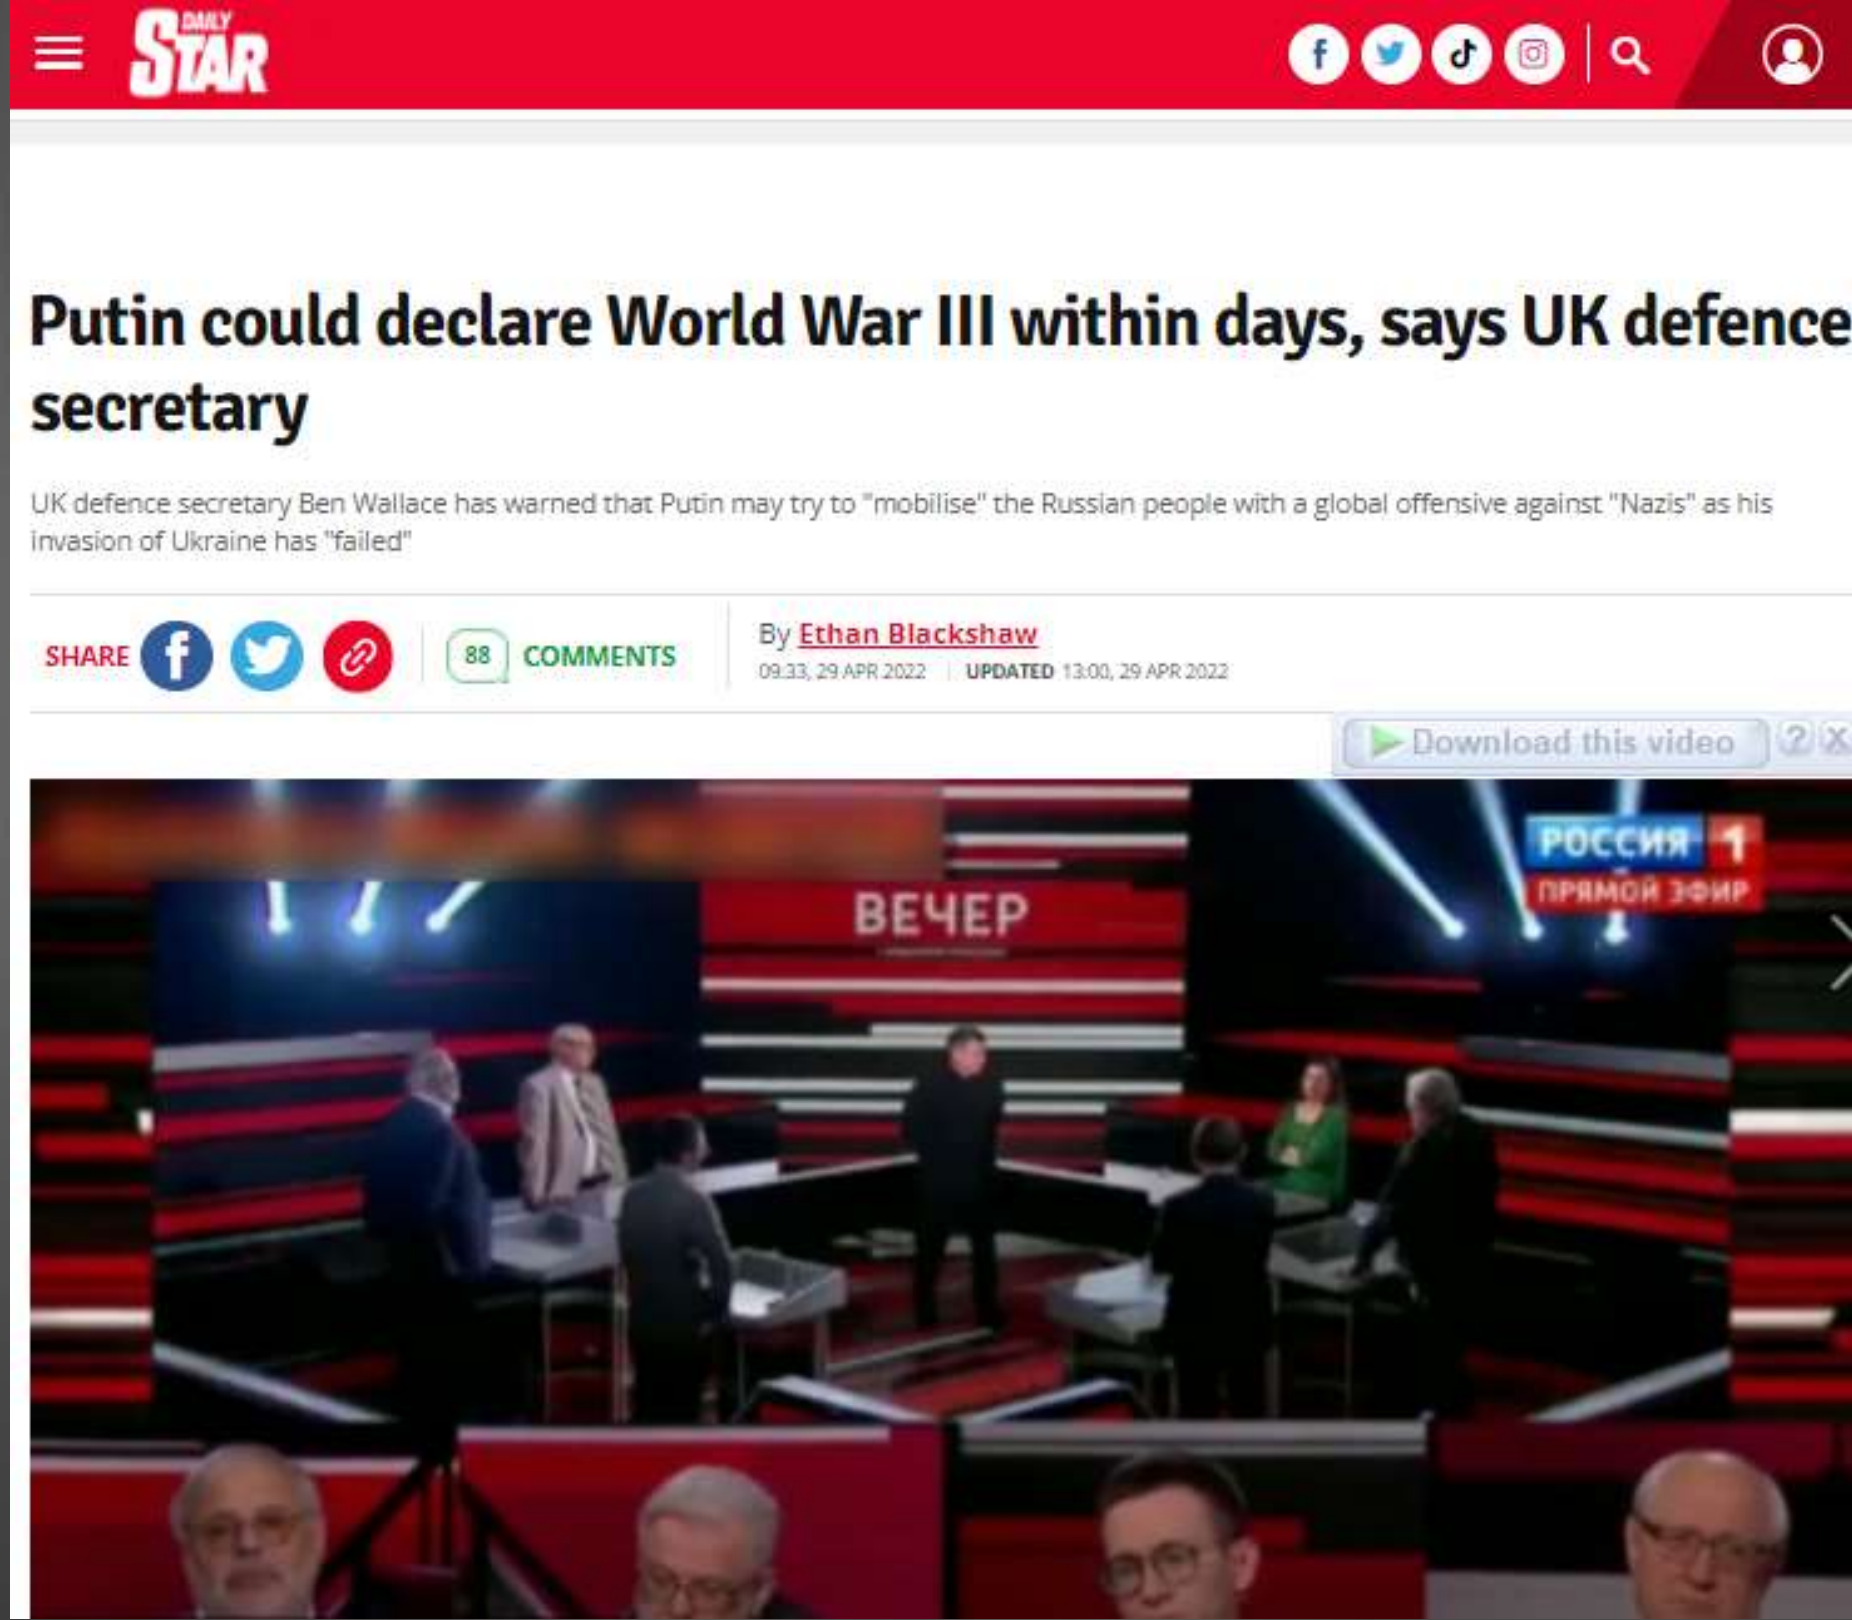 DAILY
STAR
Putin could declare World War III within days, says UK defence
secretary
UK defence secretary Ben Wallace has warned that Putin may try to "mobilise" the Russian people with a global offensive against "Nazis" as his
invasion of Ukraine has "failed"
SHARE
88 COMMENTS
By Ethan Blackshaw
09:33, 29 APR 2022 UPDATED 13:00, 29 APR 2022
Download this video ? X
РОССИЯ 1
ПРЯМОЙ ЭФИР
ВЕЧЕР